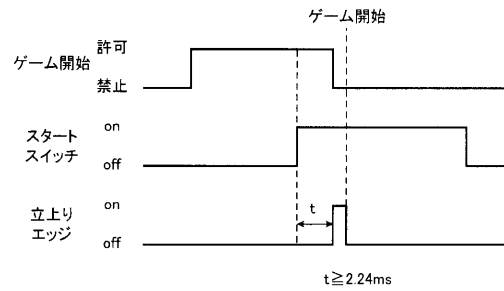 ゲーム開始
許可
ゲーム開始
禁止
on
スタート
スイッチ
off
on
立上り
エッジ
t
off
t≧2.24ms